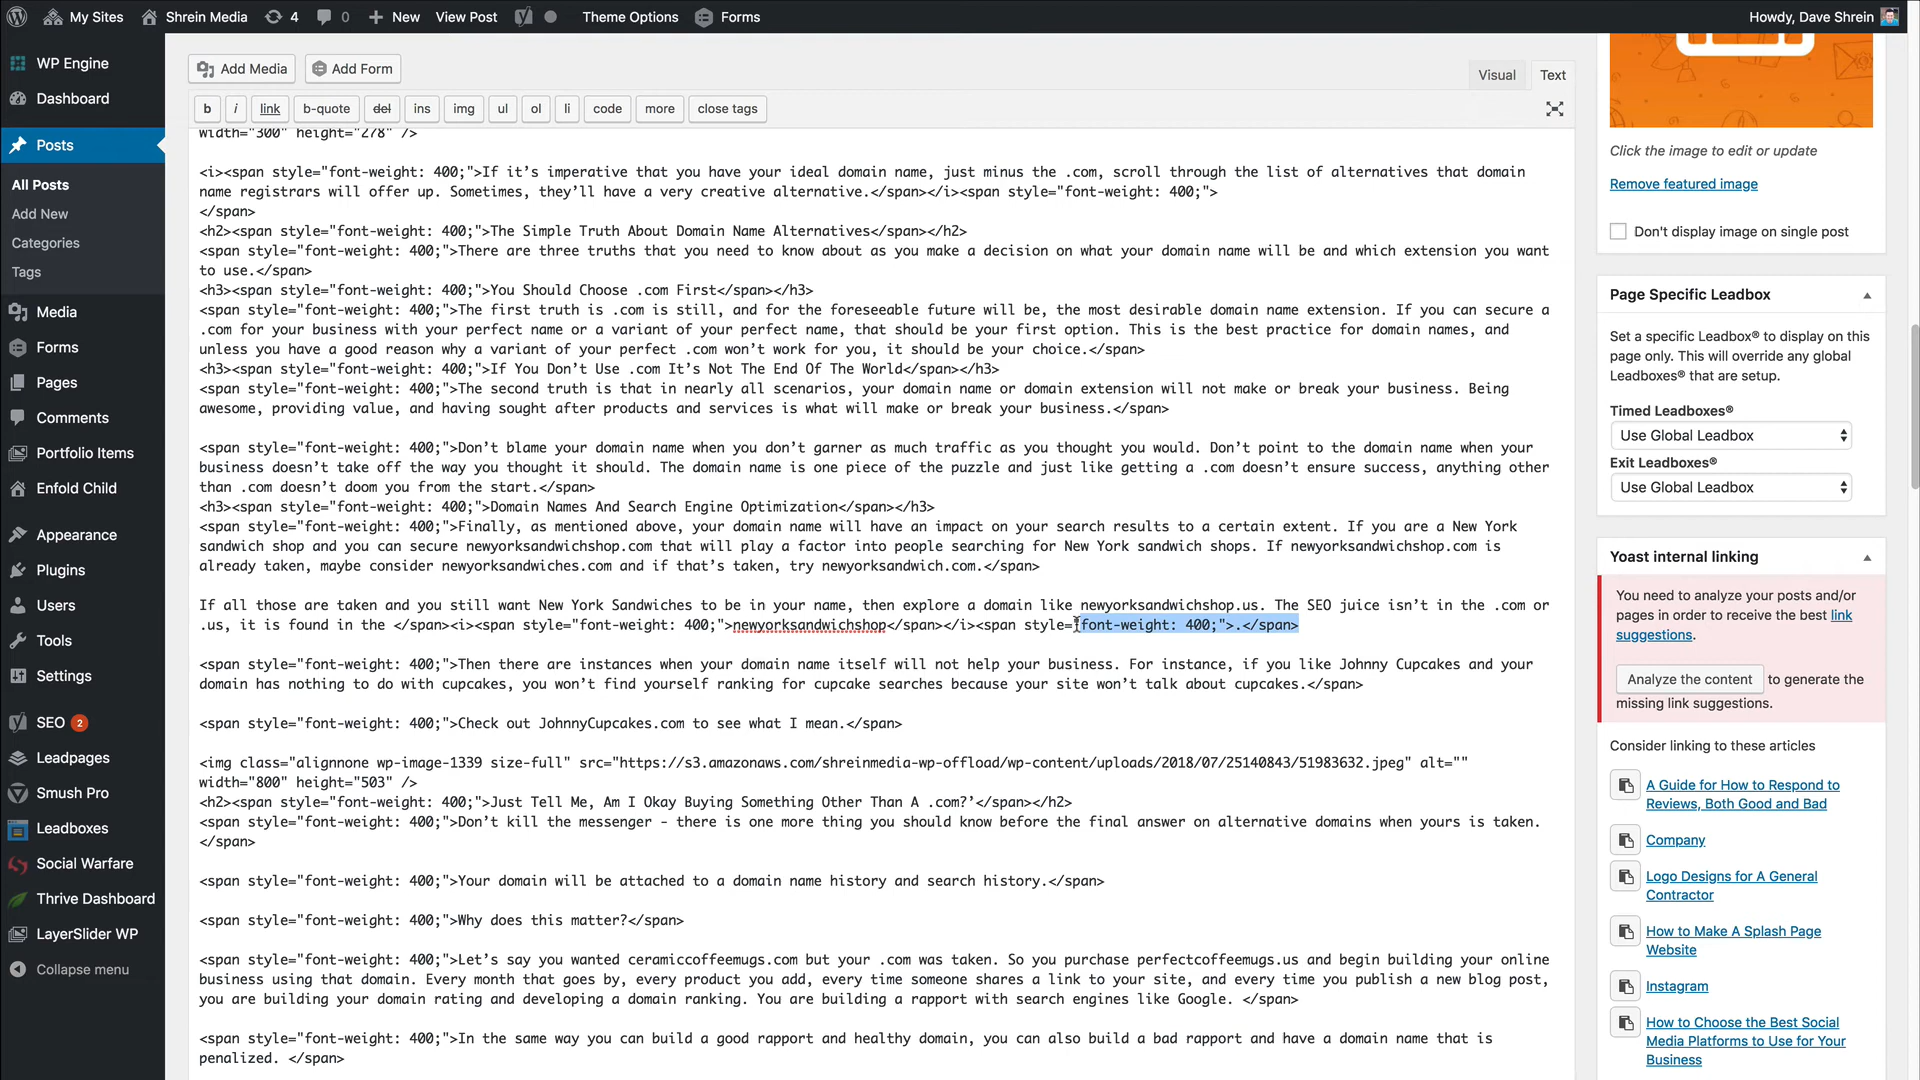 My Sites
Shrein Media
4
0
New
View Post
Theme Options
Forms
Howdy, Dave Shrein
WP Engine
Dashboard
Posts
All Posts
Add New
Categories
Tags
Media
Forms
Pages
Comments
Portfolio Items
Enfold Child
Appearance
Plugins
Users
Tools
Settings
SEO 2
Leadpages
Smush Pro
Leadboxes
Social Warfare
Thrive Dashboard
LayerSlider WP
Collapse menu
Add Media
Add Form
Visual
Text
b
i
link
b-quote
del
ins
img
ul
ol
li
code
more
close tags
width="300" height="278" />
<i><span style="font-weight: 400;">If it’s imperative that you have your ideal domain name, just minus the .com, scroll through the list of alternatives that domain
name registrars will offer up. Sometimes, they’ll have a very creative alternative.</span></i><span style="font-weight: 400;">
</span>
<h2><span style="font-weight: 400;">The Simple Truth About Domain Name Alternatives</span></h2>
<span style="font-weight: 400;">There are three truths that you need to know about as you make a decision on what your domain name will be and which extension you want
to use.</span>
<h3><span style="font-weight: 400;">You Should Choose .com First</span></h3>
<span style="font-weight: 400;">The first truth is .com is still, and for the foreseeable future will be, the most desirable domain name extension. If you can secure a
.com for your business with your perfect name or a variant of your perfect name, that should be your first option. This is the best practice for domain names, and
unless you have a good reason why a variant of your perfect .com won’t work for you, it should be your choice.</span>
<h3><span style="font-weight: 400;">If You Don’t Use .com It’s Not The End Of The World</span></h3>
<span style="font-weight: 400;">The second truth is that in nearly all scenarios, your domain name or domain extension will not make or break your business. Being
awesome, providing value, and having sought after products and services is what will make or break your business.</span>
<span style="font-weight: 400;">Don’t blame your domain name when you don’t garner as much traffic as you thought you would. Don’t point to the domain name when your
business doesn’t take off the way you thought it should. The domain name is one piece of the puzzle and just like getting a .com doesn’t ensure success, anything other
than .com doesn’t doom you from the start.</span>
<h3><span style="font-weight: 400;">Domain Names And Search Engine Optimization</span></h3>
<span style="font-weight: 400;">Finally, as mentioned above, your domain name will have an impact on your search results to a certain extent. If you are a New York
sandwich shop and you can secure newyorksandwichshop.com that will play a factor into people searching for New York sandwich shops. If newyorksandwichshop.com is
already taken, maybe consider newyorksandwiches.com and if that’s taken, try newyorksandwich.com.</span>
If all those are taken and you still want New York Sandwiches to be in your name, then explore a domain like newyorksandwichshop.us. The SEO juice isn’t in the .com or
.us, it is found in the </span><i><span style="font-weight: 400;">newyorksandwichshop</span></i><span style="font-weight: 400;">.</span>
<span style="font-weight: 400;">Then there are instances when your domain name itself will not help your business. For instance, if you like Johnny Cupcakes and your
domain has nothing to do with cupcakes, you won’t find yourself ranking for cupcake searches because your site won’t talk about cupcakes.</span>
<span style="font-weight: 400;">Check out JohnnyCupcakes.com to see what I mean.</span>
<img class="alignnone wp-image-1339 size-full" src="https://s3.amazonaws.com/shreinmedia-wp-offload/wp-content/uploads/2018/07/25140843/51983632.jpeg" alt=""
width="800" height="503" />
<h2><span style="font-weight: 400;">Just Tell Me, Am I Okay Buying Something Other Than A .com?’</span></h2>
<span style="font-weight: 400;">Don’t kill the messenger - there is one more thing you should know before the final answer on alternative domains when yours is taken.
</span>
<span style="font-weight: 400;">Your domain will be attached to a domain name history and search history.</span>
<span style="font-weight: 400;">Why does this matter?</span>
<span style="font-weight: 400;">Let’s say you wanted ceramiccoffeemugs.com but your .com was taken. So you purchase perfectcoffeemugs.us and begin building your online
business using that domain. Every month that goes by, every product you add, every time someone shares a link to your site, and every time you publish a new blog post,
you are building your domain rating and developing a domain ranking. You are building a rapport with search engines like Google. </span>
<span style="font-weight: 400;">In the same way you can build a good rapport and healthy domain, you can also build a bad rapport and have a domain name that is
penalized. </span>
Click the image to edit or update
Remove featured image
Don't display image on single post
Page Specific Leadbox
Set a specific Leadbox® to display on this
page only. This will override any global
Leadboxes® that are setup.
Timed Leadboxes®
Use Global Leadbox
Exit Leadboxes®
Use Global Leadbox
Yoast internal linking
You need to analyze your posts and/or
pages in order to receive the best link
suggestions.
Analyze the content to generate the
missing link suggestions.
Consider linking to these articles
A Guide for How to Respond to
Reviews, Both Good and Bad
Company
Logo Designs for A General
Contractor
How to Make A Splash Page
Website
Instagram
How to Choose the Best Social
Media Platforms to Use for Your
Business